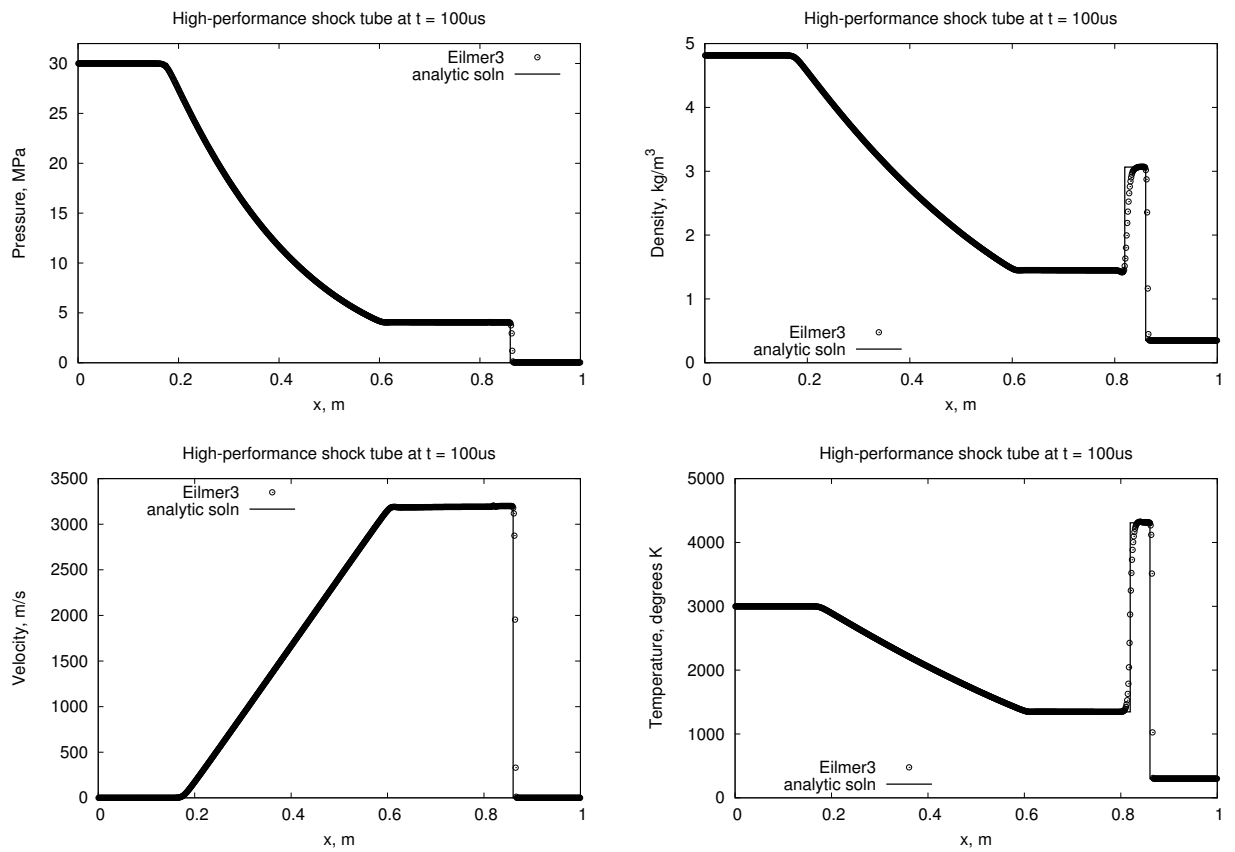 High-performance shock tube at t = 100us
Pressure, MPa
30
25
20
15
10
5
0
0 0.2 0.4 0.6 0.8 1
x, m
Eilmer3
analytic soln
High-performance shock tube at t = 100us
Density, kg/m³
5
4
3
2
1
0
0 0.2 0.4 0.6 0.8 1
x, m
Eilmer3
analytic soln
High-performance shock tube at t = 100us
Velocity, m/s
3500
3000
2500
2000
1500
1000
500
0
0 0.2 0.4 0.6 0.8 1
x, m
Eilmer3
analytic soln
High-performance shock tube at t = 100us
Temperature, degrees K
5000
4000
3000
2000
1000
0
0 0.2 0.4 0.6 0.8 1
x, m
Eilmer3
analytic soln